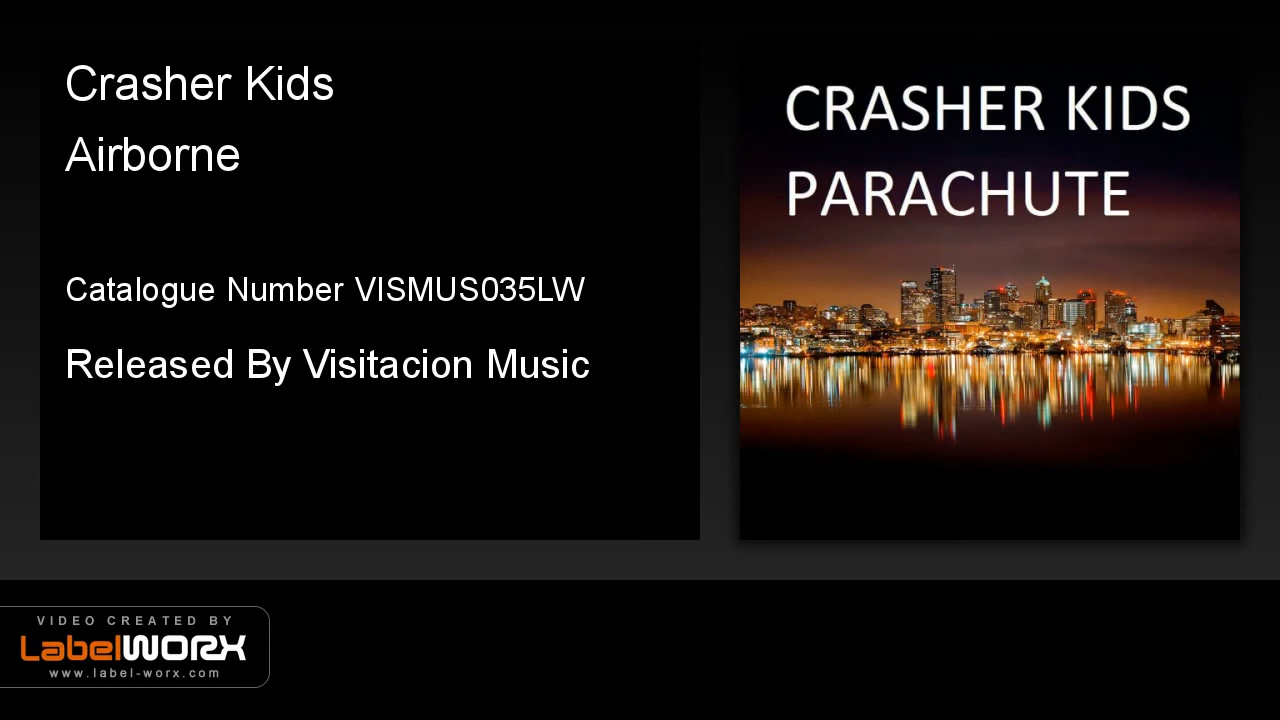 Crasher Kids
Airborne
Catalogue Number VISMUS035LW
Released By Visitacion Music
CRASHER KIDS
PARACHUTE
VIDEO CREATED BY
LabelWORX
www.label-worx.com